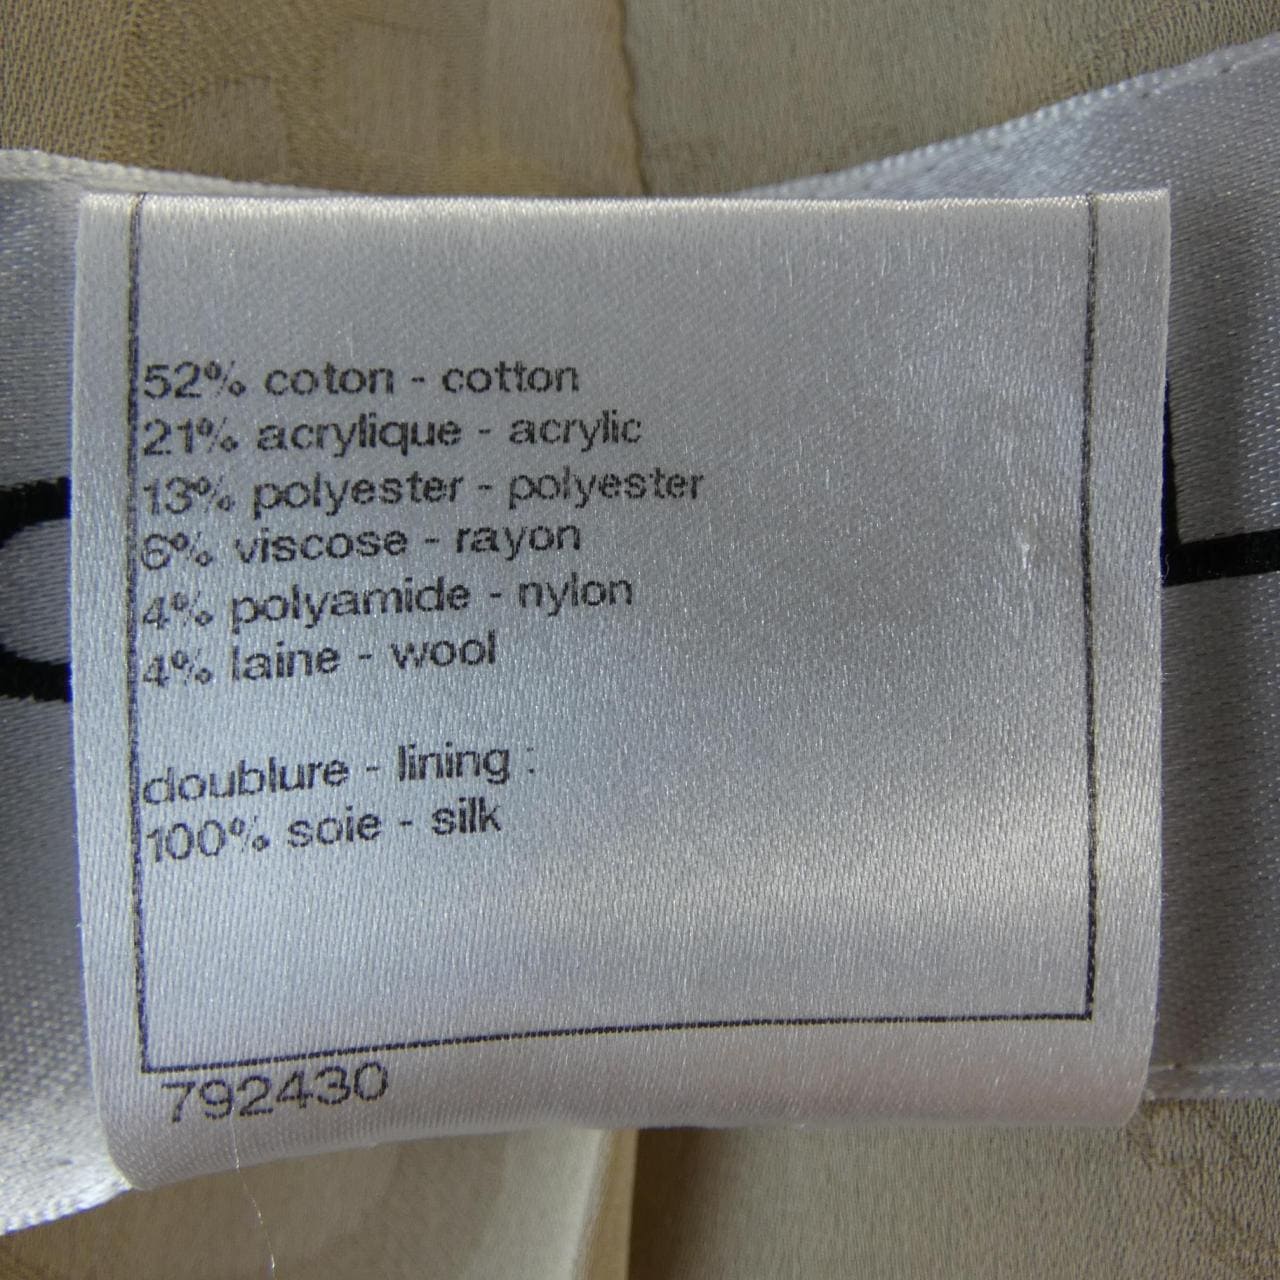 52% coton - cotton
21% acrylique - acrylic
13% polyester - polyester
6% viscose - rayon
4% polyamide - nylon
4% laine - wool
doublure - lining :
100% soie - silk
792430